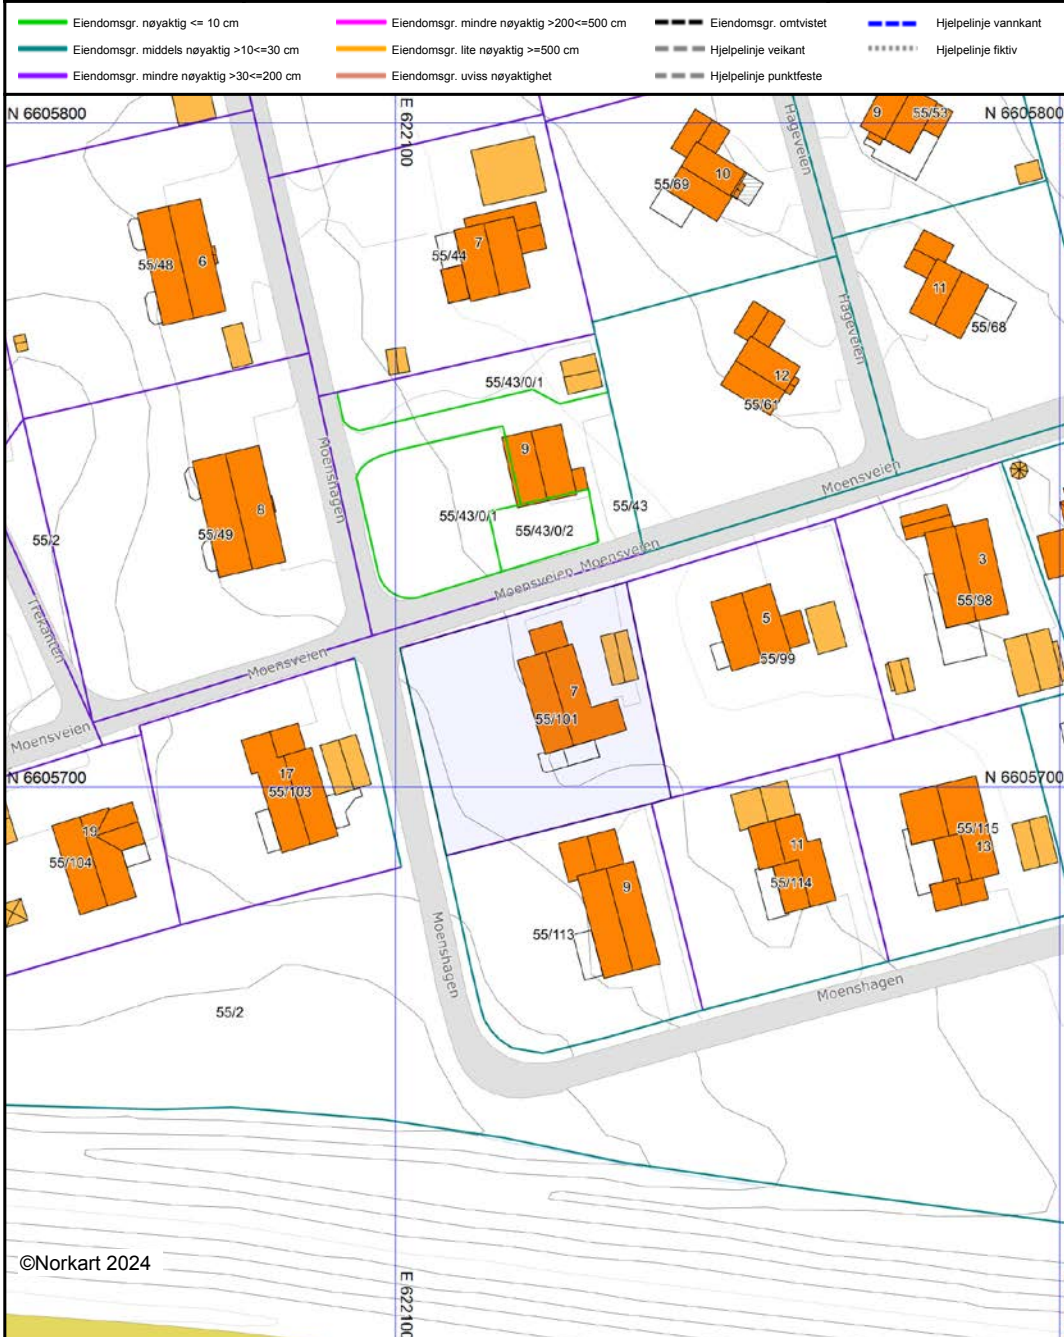 Eiendomsgr. nøyaktig <= 10 cm
Eiendomsgr. mindre nøyaktig >200<=500 cm
Eiendomsgr. omtvistet
Hjelpelinje vannkant
Eiendomsgr. middels nøyaktig >10<=30 cm
Eiendomsgr. lite nøyaktig >=500 cm
Hjelpelinje veikant
Hjelpelinje fiktiv
Eiendomsgr. mindre nøyaktig >30<=200 cm
Eiendomsgr. uviss nøyaktighet
Hjelpelinje punktfeste
N 6605800
E 622100
Hageveien
9
55/53
N 6605800
10
55/69
55/48
6
55/44
7
11
55/68
Hageveien
12
55/61
55/43/0/1
Moenshagen
9
55/43
55/43/0/1
55/43/0/2
Moensveien
8
55/49
55/2
Trekanten
Moensveien
Moensveien
3
55/98
5
55/99
Moensveien
7
55/101
Moensveien
N 6605700
17
55/103
N 6605700
19
55/104
11
55/114
55/115
13
9
55/113
Moenshagen
Moenshagen
55/2
©Norkart 2024
E 622100